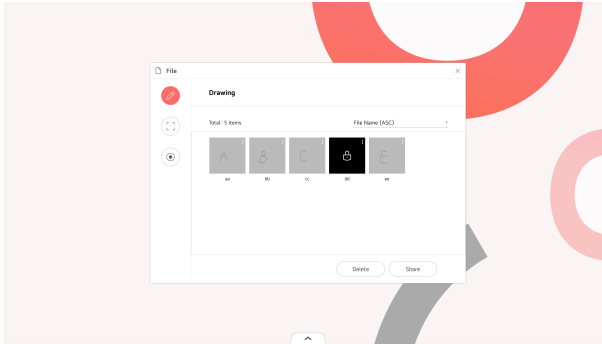 File
Drawing
Total : 5 items
File Name (ASC)
A
B
C
E
aa
bb
cc
dd
ee
Delete
Share